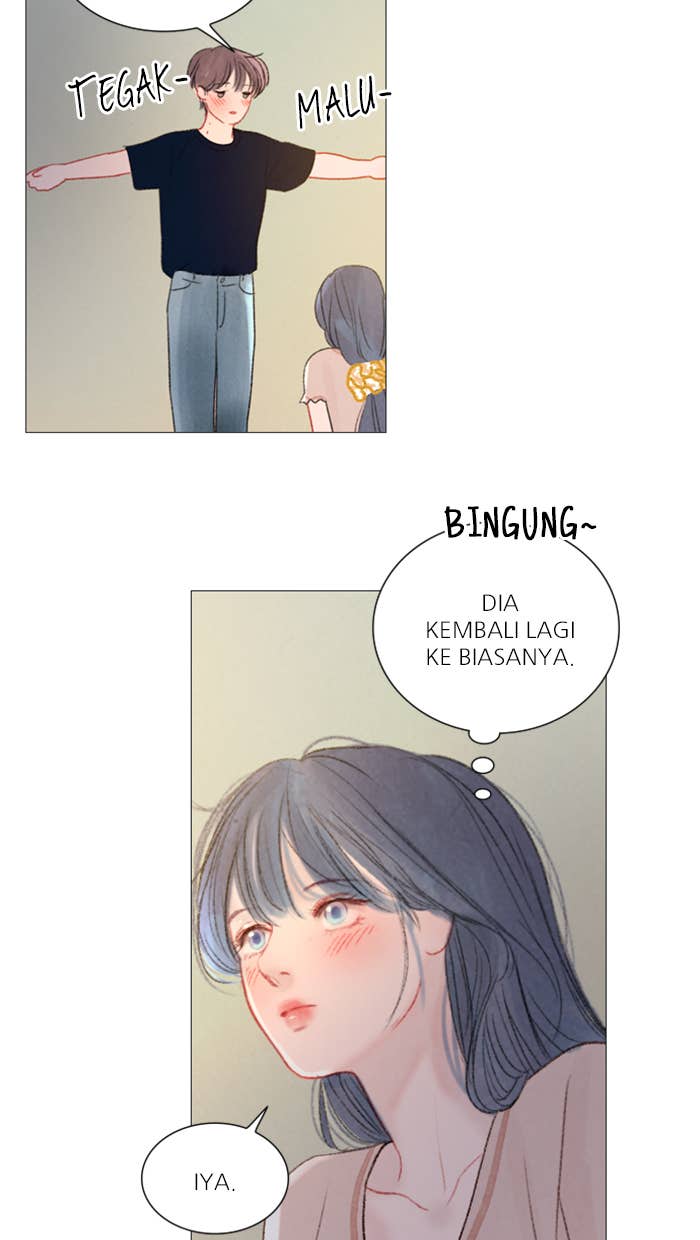 TEGAK-
MALU-
BINGUNG~
DIA
KEMBALI LAGI
KE BIASANYA.
IYA.